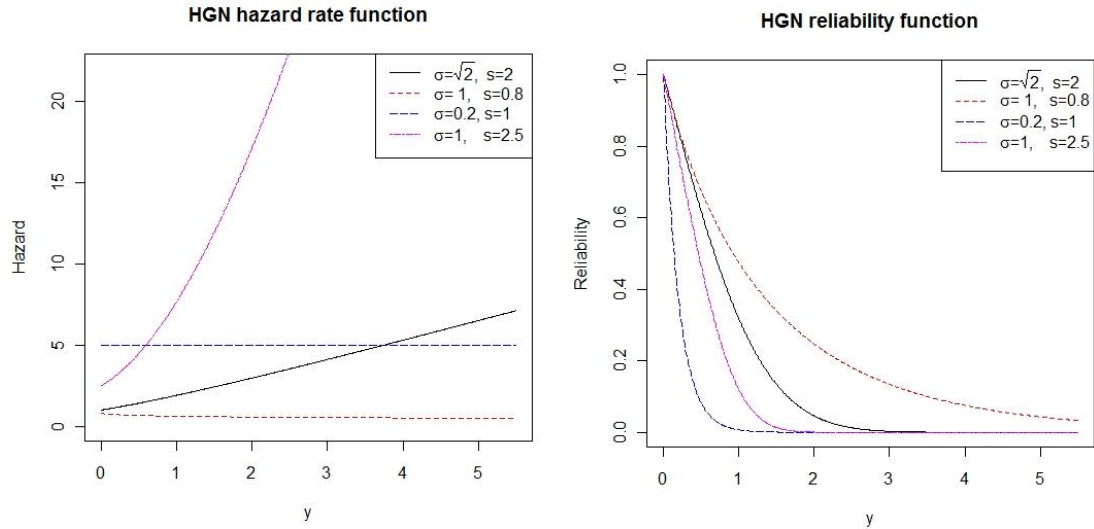 HGN hazard rate function
σ=√2, s=2
σ= 1, s=0.8
σ=0.2, s=1
σ=1, s=2.5
Hazard
0
5
10
15
20
0 1 2 3 4 5
y
HGN reliability function
σ=√2, s=2
σ= 1, s=0.8
σ=0.2, s=1
σ=1, s=2.5
Reliability
0.0
0.2
0.4
0.6
0.8
1.0
0 1 2 3 4 5
y